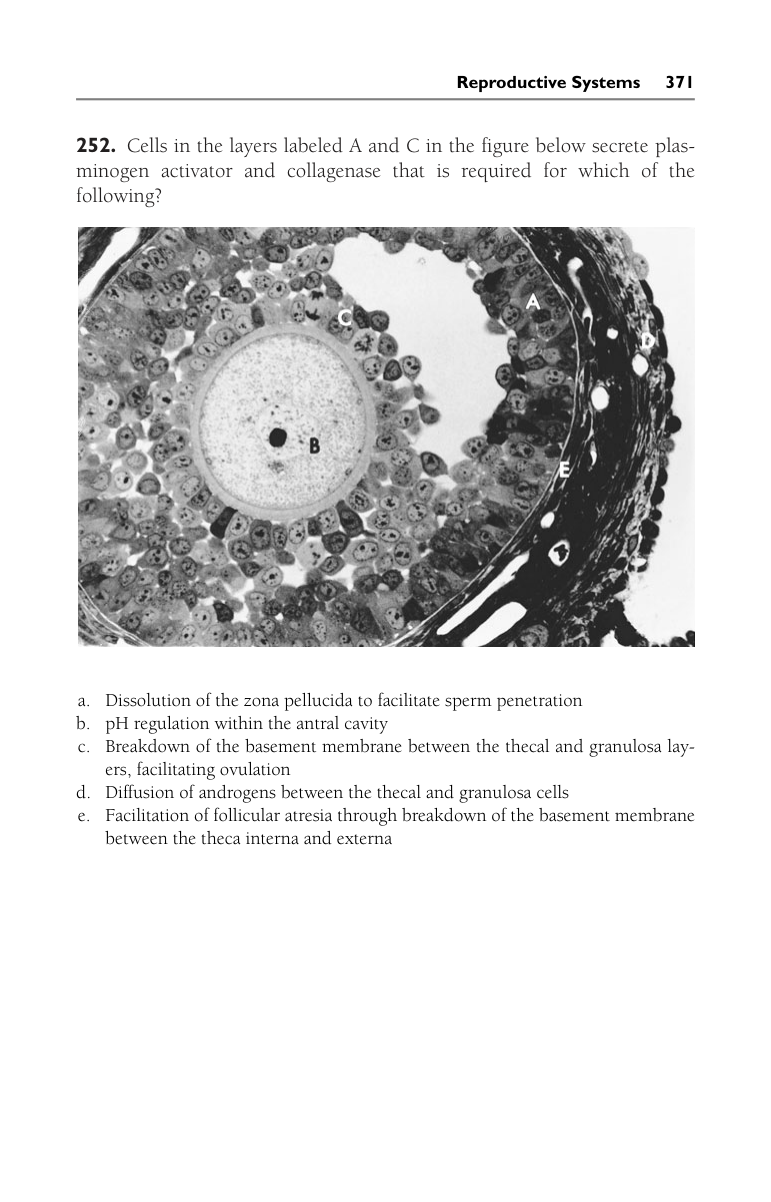 Reproductive Systems 371
252. Cells in the layers labeled A and C in the figure below secrete plas-
minogen activator and collagenase that is required for which of the
following?
A
C
D
B
E
a. Dissolution of the zona pellucida to facilitate sperm penetration
b. pH regulation within the antral cavity
c. Breakdown of the basement membrane between the thecal and granulosa lay-
ers, facilitating ovulation
d. Diffusion of androgens between the thecal and granulosa cells
e. Facilitation of follicular atresia through breakdown of the basement membrane
between the theca interna and externa